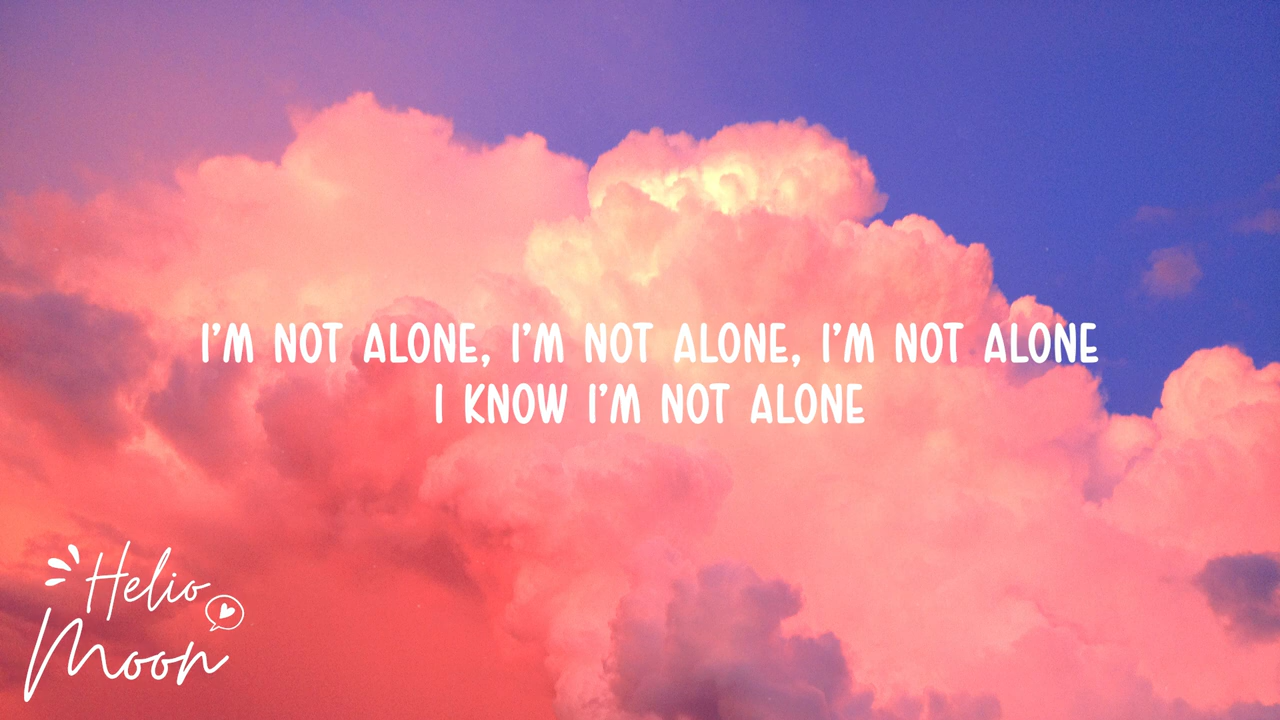 I'M NOT ALONE, I'M NOT ALONE, I'M NOT ALONE
I KNOW I'M NOT ALONE
Helio
Moon